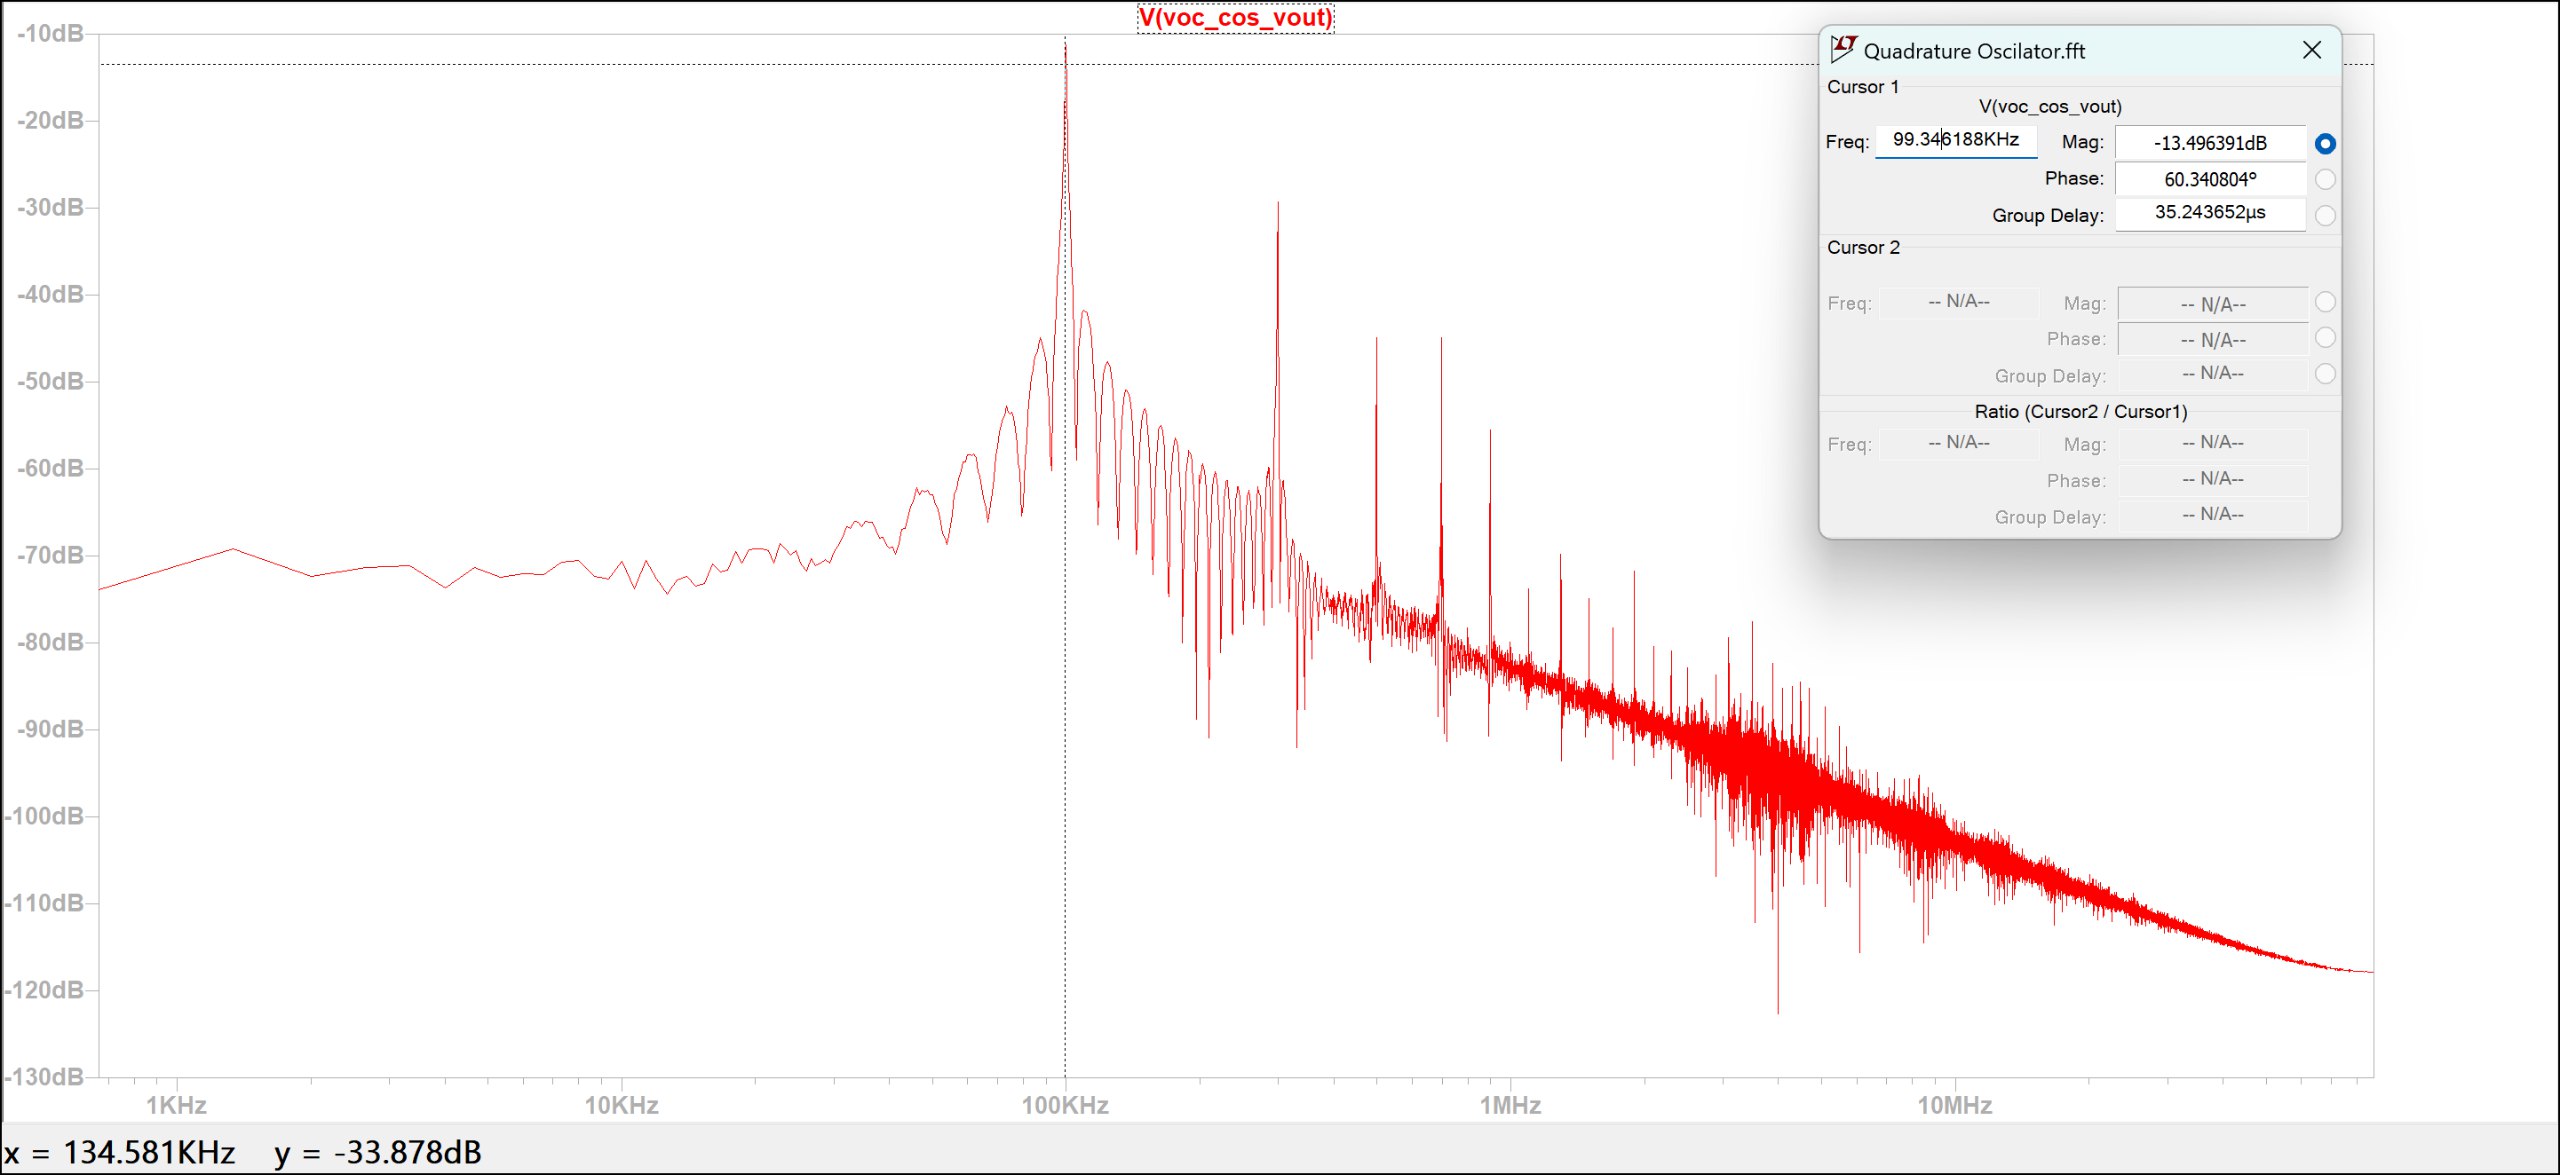 V(voc_cos_vout)
-10dB
-20dB
-30dB
-40dB
-50dB
-60dB
-70dB
-80dB
-90dB
-100dB
-110dB
-120dB
-130dB
1KHz 10KHz 100KHz 1MHz 10MHz
Quadrature Oscilator.fft
Cursor 1
V(voc_cos_vout)
Freq: 99.346188KHz Mag: -13.496391dB
Phase: 60.340804°
Group Delay: 35.243652µs
Cursor 2
Freq: -- N/A-- Mag: -- N/A--
Phase: -- N/A--
Group Delay: -- N/A--
Ratio (Cursor2 / Cursor1)
Freq: -- N/A-- Mag: -- N/A--
Phase: -- N/A--
Group Delay: -- N/A--
x = 134.581KHz y = -33.878dB